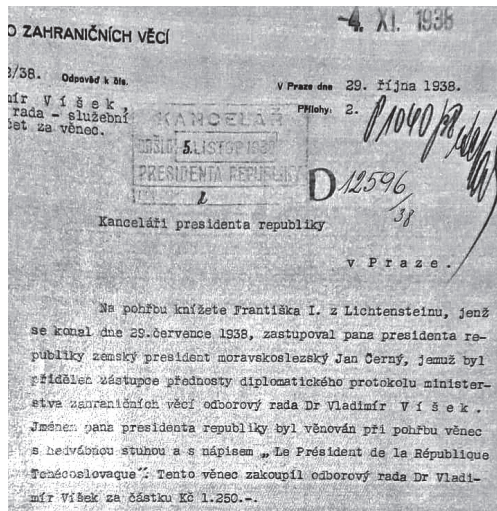 -4. XI. 1938
O ZAHRANIČNÍCH VĚCÍ
2/38. Odpověď k čís.
V Praze dne 29. října 1938.
mír Víšek,
Přílohy: 2.
rada - služební
čet za věnec.
P1040/38
KANCELÁŘ
DOŠLO 5.LISTOP 1938
PRESIDENTA REPUBLIKY
D 12596/38
Kanceláři presidenta republiky
v Praze.
Na pohřbu knížete Františka I. z Lichtensteinu, jenž
se konal dne 29.července 1938, zastupoval pana presidenta re-
publiky zemský president moravskoslezský Jan Černý, jemuž byl
přidělen zástupce přednosty diplomatického protokolu minister-
stva zahraničních věcí odborový rada Dr Vladimír Víšek.
Jménem pana presidenta republiky byl věnován při pohřbu věnec
s hedvábnou stuhou a s nápisem „Le Président de la République
Tchécoslovaque". Tento věnec zakoupil odborový rada Dr Vladi-
mír Víšek za částku Kč 1.250.-.